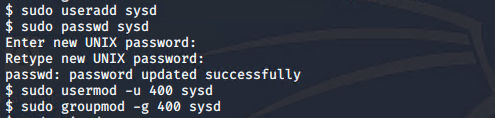 $ sudo useradd sysd
$ sudo passwd sysd
Enter new UNIX password:
Retype new UNIX password:
passwd: password updated successfully
$ sudo usermod -u 400 sysd
$ sudo groupmod -g 400 sysd